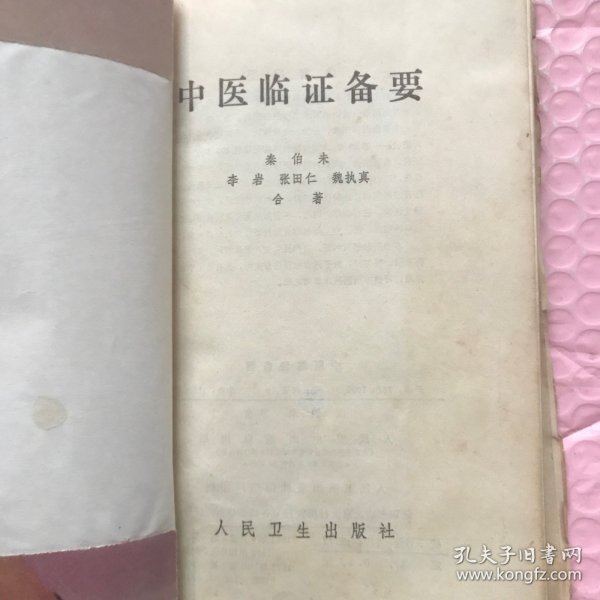 中医临证备要
秦伯未
李岩 张田仁 魏执真
合著
人民卫生出版社
孔夫子旧书网
www.kongfz.com